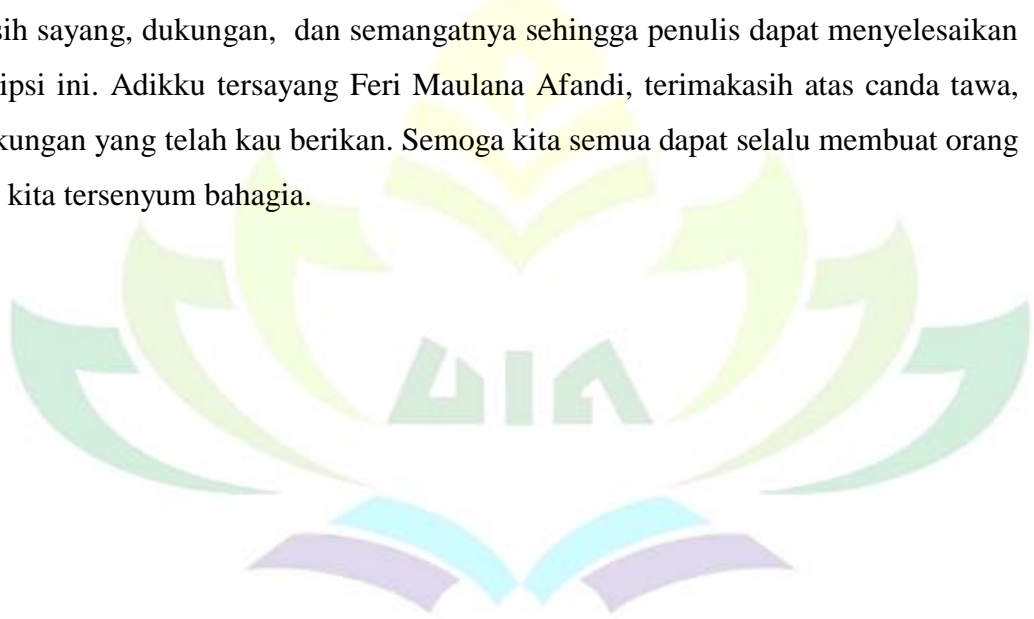 sih sayang, dukungan, dan semangatnya sehingga penulis dapat menyelesaikan
ipsi ini. Adikku tersayang Feri Maulana Afandi, terimakasih atas canda tawa,
kungan yang telah kau berikan. Semoga kita semua dapat selalu membuat orang
kita tersenyum bahagia.
UIN